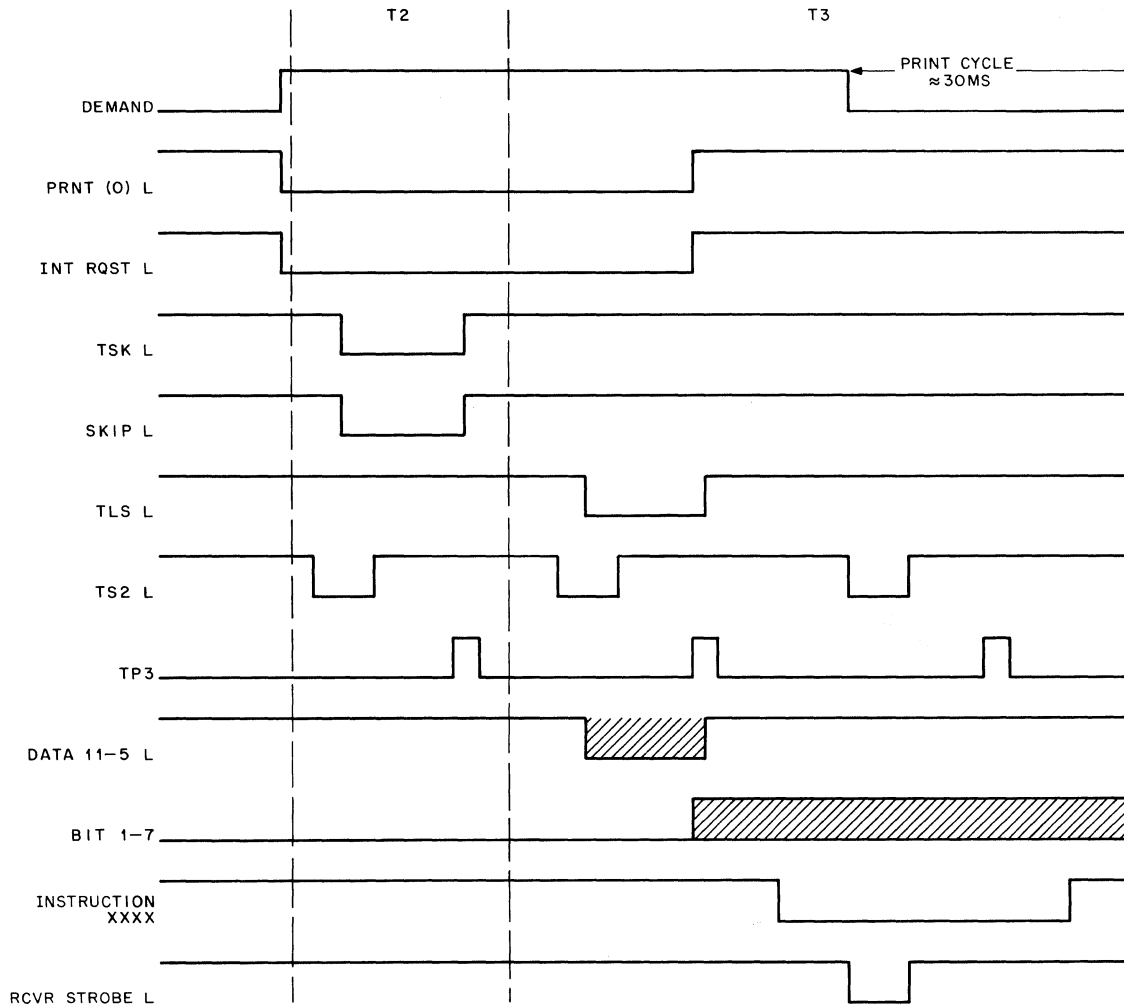 T2
T3
PRINT CYCLE
≈30MS
DEMAND
PRNT (0) L
INT RQST L
TSK L
SKIP L
TLS L
TS2 L
TP3
DATA 11-5 L
BIT 1-7
INSTRUCTION
XXXX
RCVR STROBE L